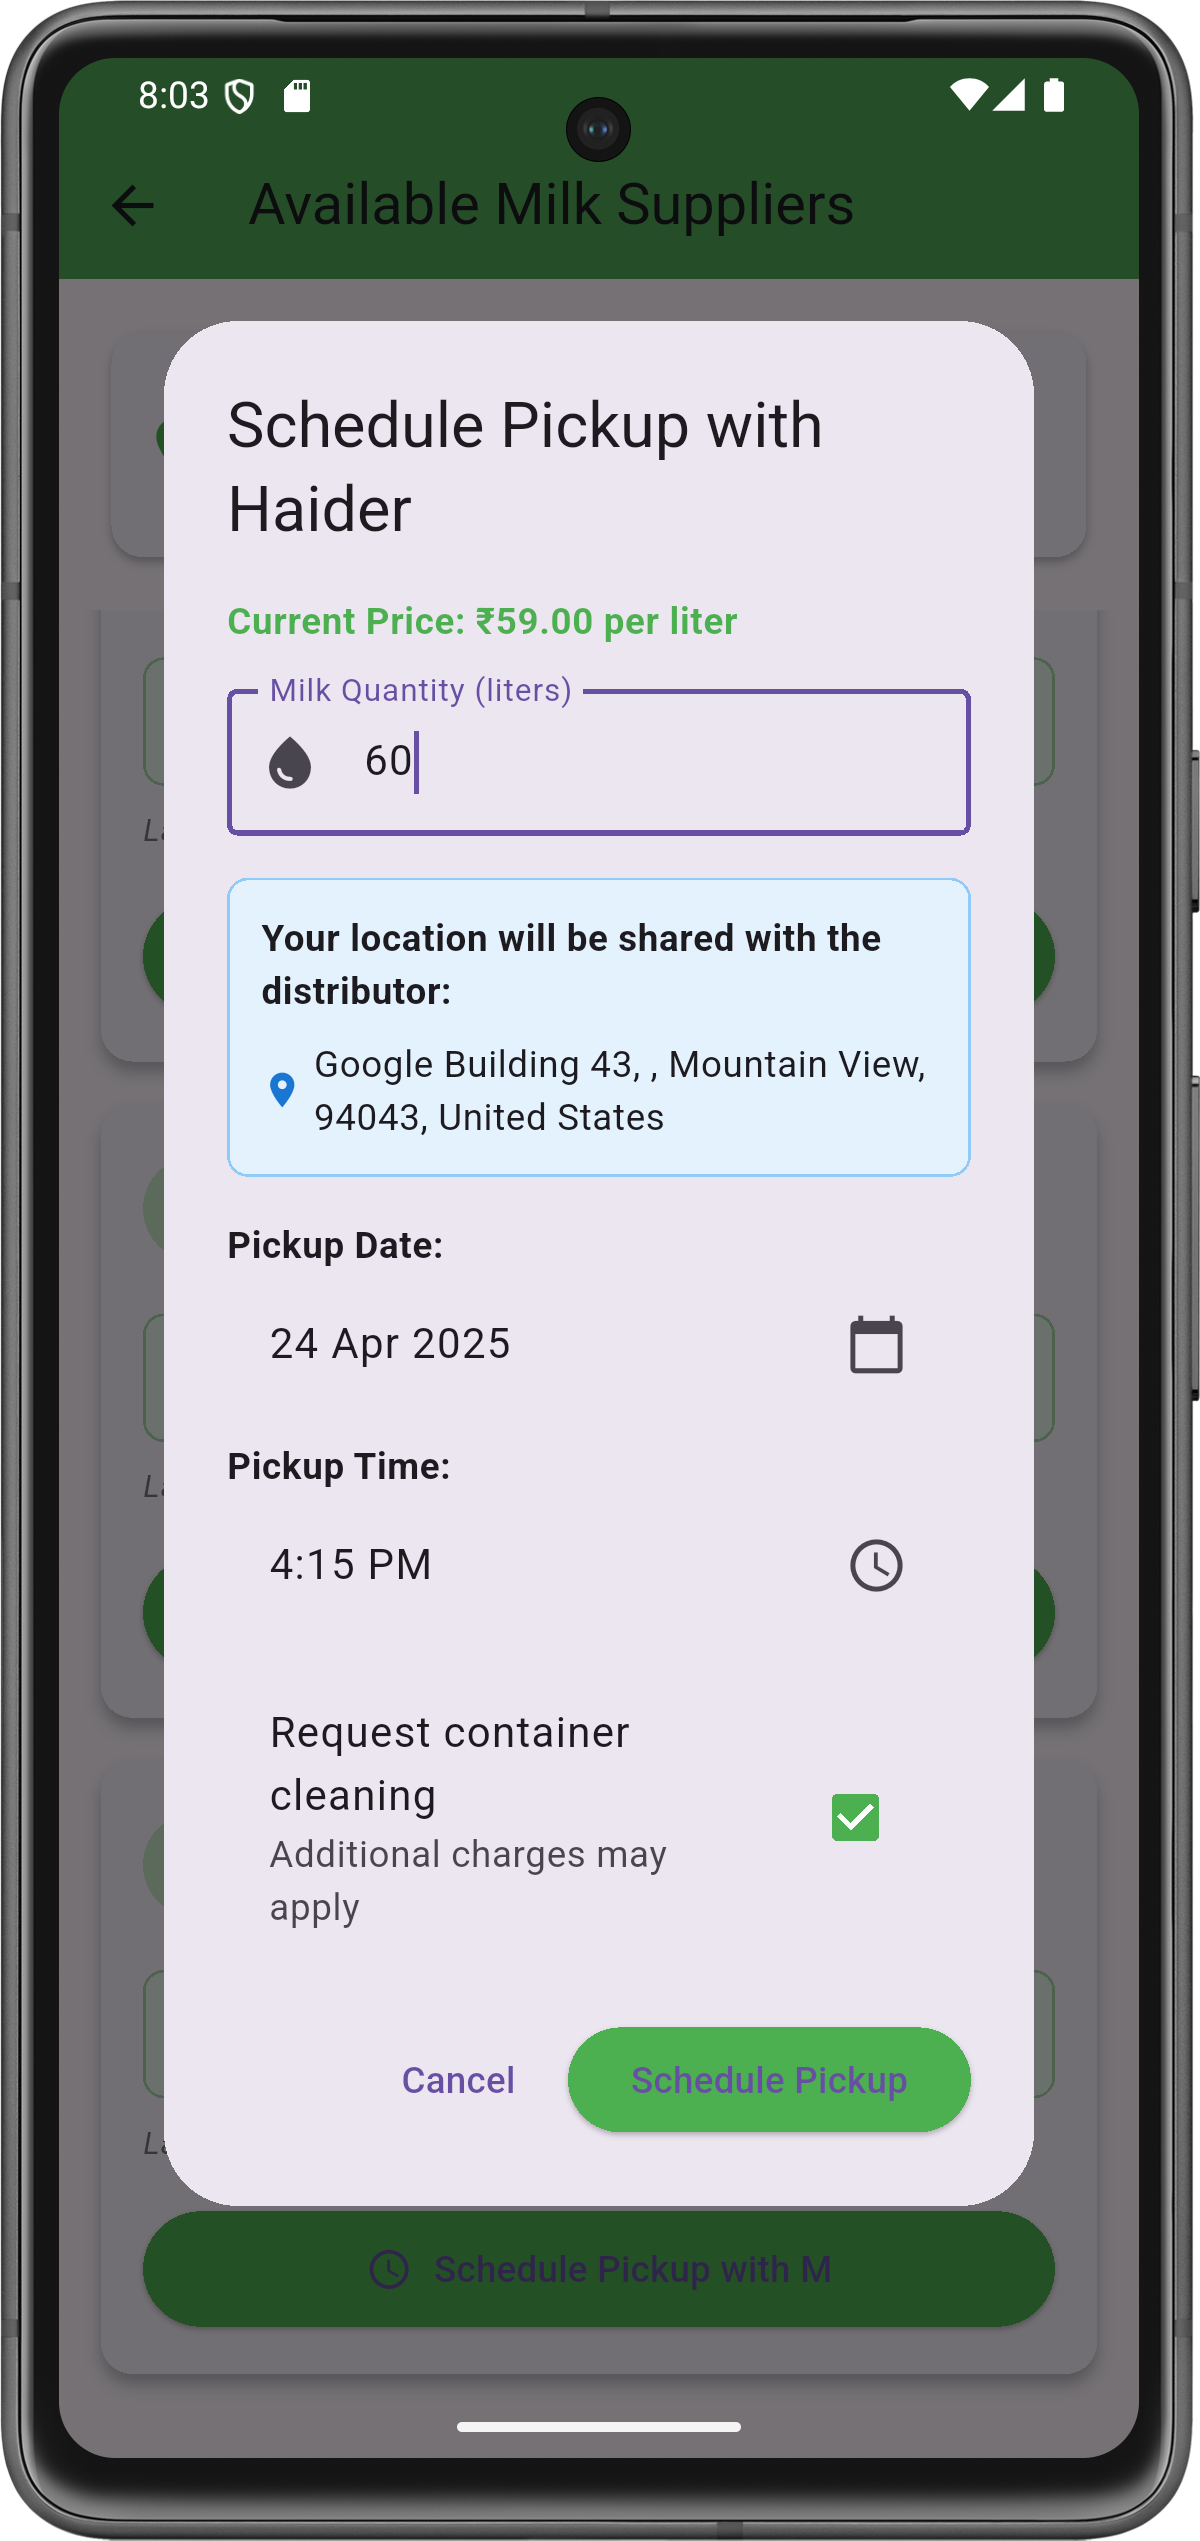 8:03
Available Milk Suppliers
Schedule Pickup with
Haider
Current Price: ₹59.00 per liter
Milk Quantity (liters)
60
Your location will be shared with the
distributor:
Google Building 43, , Mountain View,
94043, United States
Pickup Date:
24 Apr 2025
Pickup Time:
4:15 PM
Request container
cleaning
Additional charges may
apply
Cancel
Schedule Pickup
Schedule Pickup with M